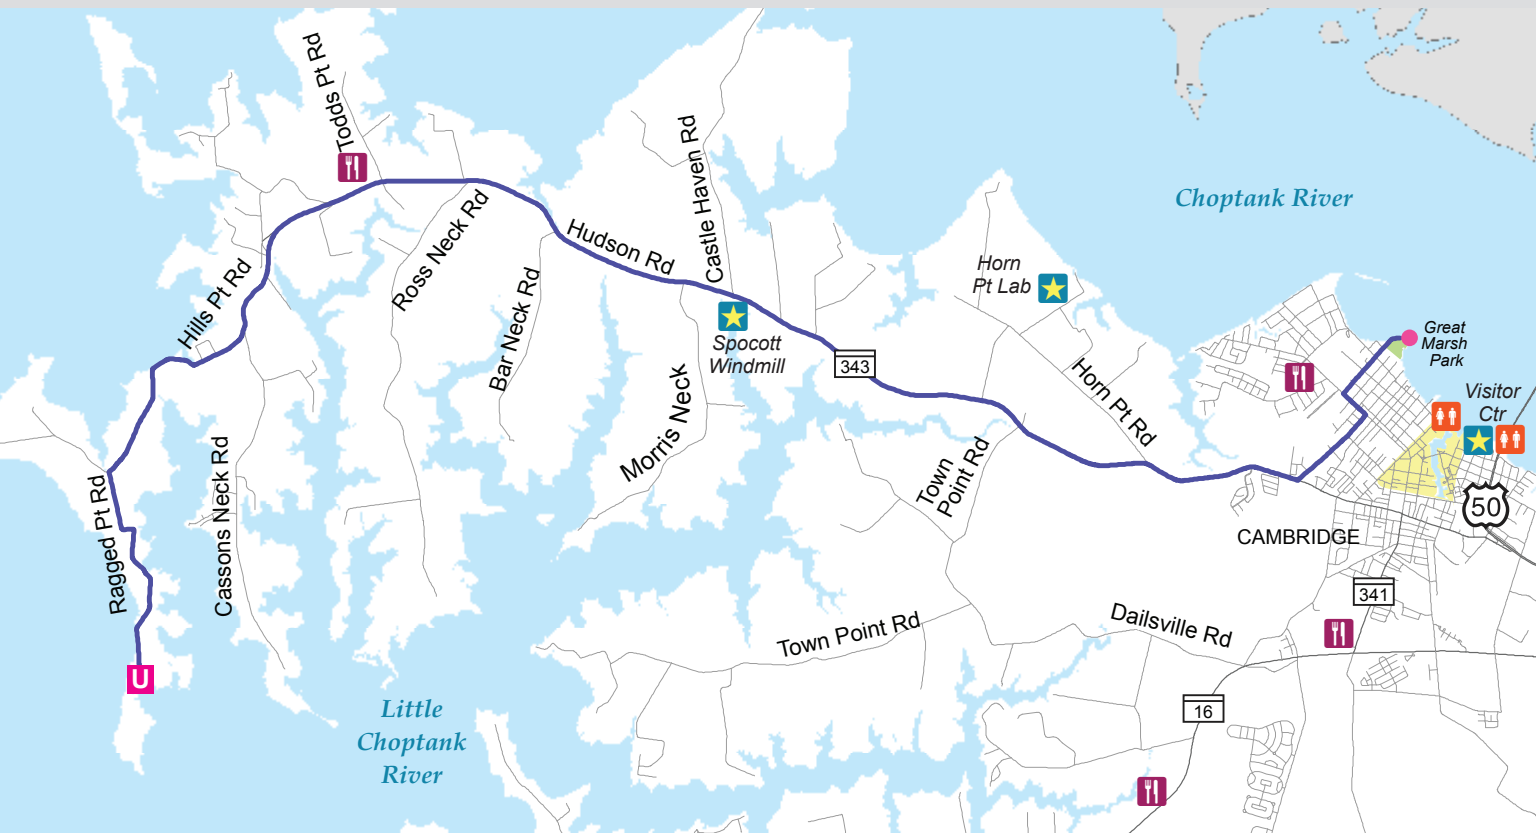 Todds Pt Rd
Castle Haven Rd
Choptank River
Ross Neck Rd
Hudson Rd
Hills Pt Rd
Bar Neck Rd
Horn
Pt Lab
Spocott
Windmill
343
Great
Marsh
Park
Horn Pt Rd
Visitor
Ctr
Morris Neck
Town
Point Rd
Cassons Neck Rd
Ragged Pt Rd
50
CAMBRIDGE
341
Town Point Rd
Dailsville Rd
U
16
Little
Choptank
River